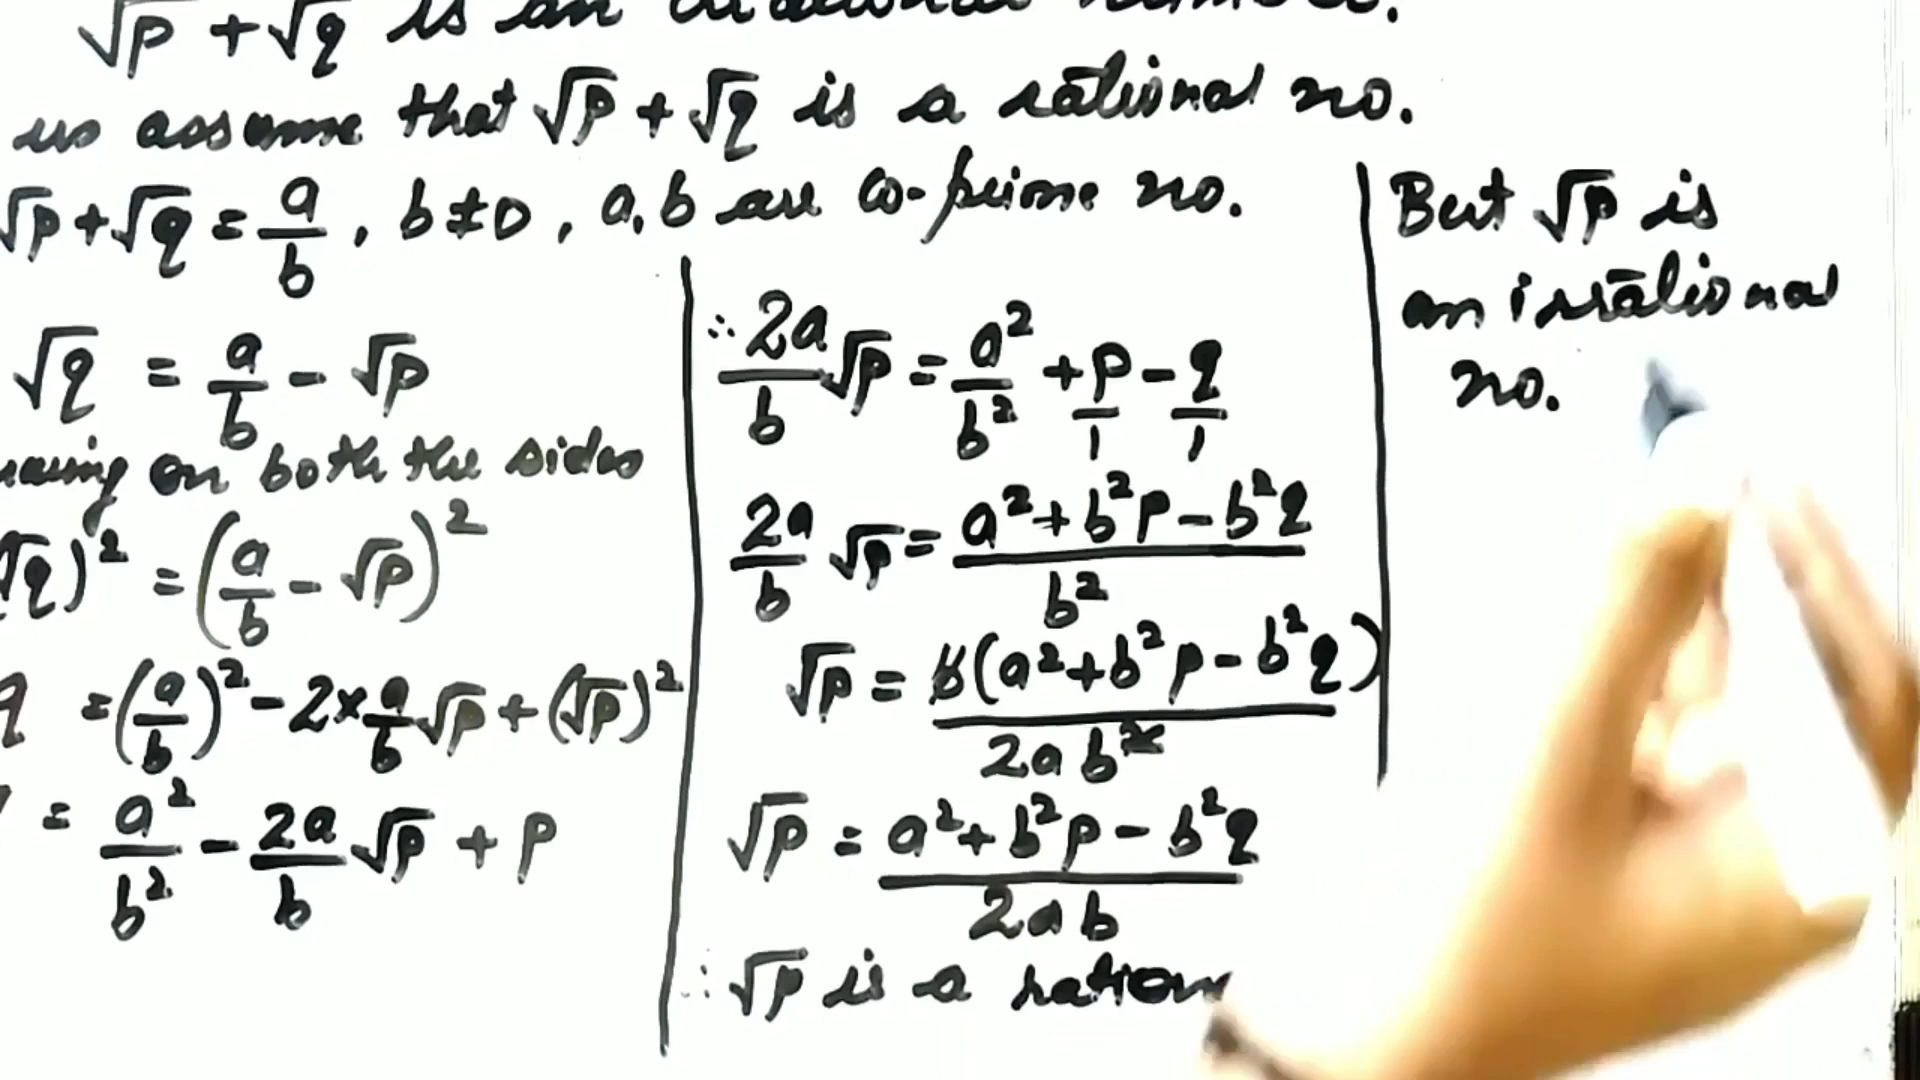 √p + √q is an irrational number.
us assume that √p + √q is a rational no.
√p + √q = a/b, b ≠ 0, a, b are co-prime no.
√q = a/b - √p
on both the sides
(√q)² = (a/b - √p)²
q = (a/b)² - 2 × a/b √p + (√p)²
= a²/b² - 2a/b √p + p
∴ 2a/b √p = a²/b² + p/1 - q/1
2a/b √p = a² + b²p - b²q / b²
√p = b(a² + b²p - b²q) / 2ab²
√p = a² + b²p - b²q / 2ab
∴ √p is a ration
But √p is
an irrational
no.